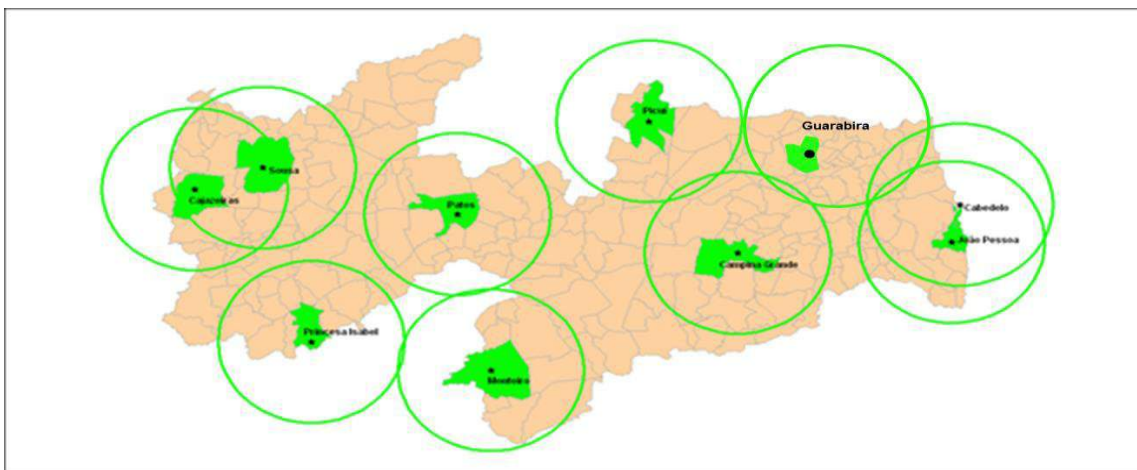 Picuí
Guarabira
Sousa
Cajazeiras
Patos
Cabedelo
João Pessoa
Campina Grande
Princesa Isabel
Monteiro